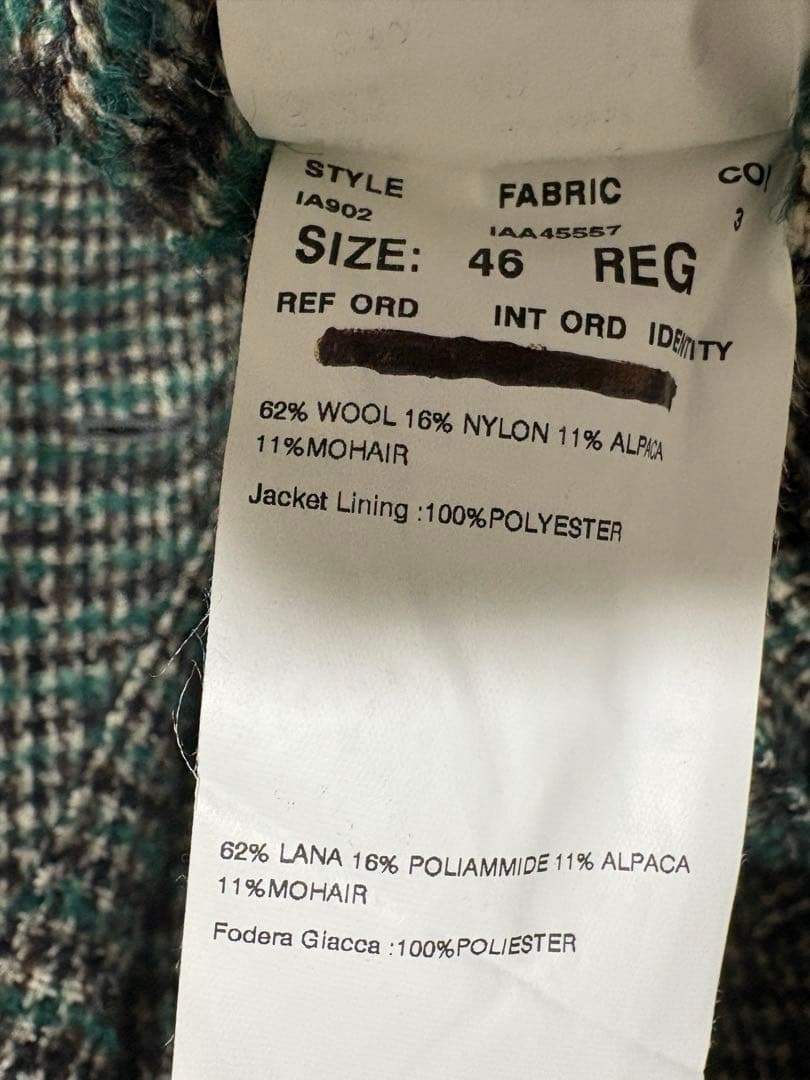 STYLE FABRIC
IA902 3
IAA45557
SIZE: 46 REG
REF ORD INT ORD IDENTITY
62% WOOL 16% NYLON 11% ALPACA
11%MOHAIR
Jacket Lining :100%POLYESTER
62% LANA 16% POLIAMMIDE 11% ALPACA
11%MOHAIR
Fodera Giacca :100%POLIESTER